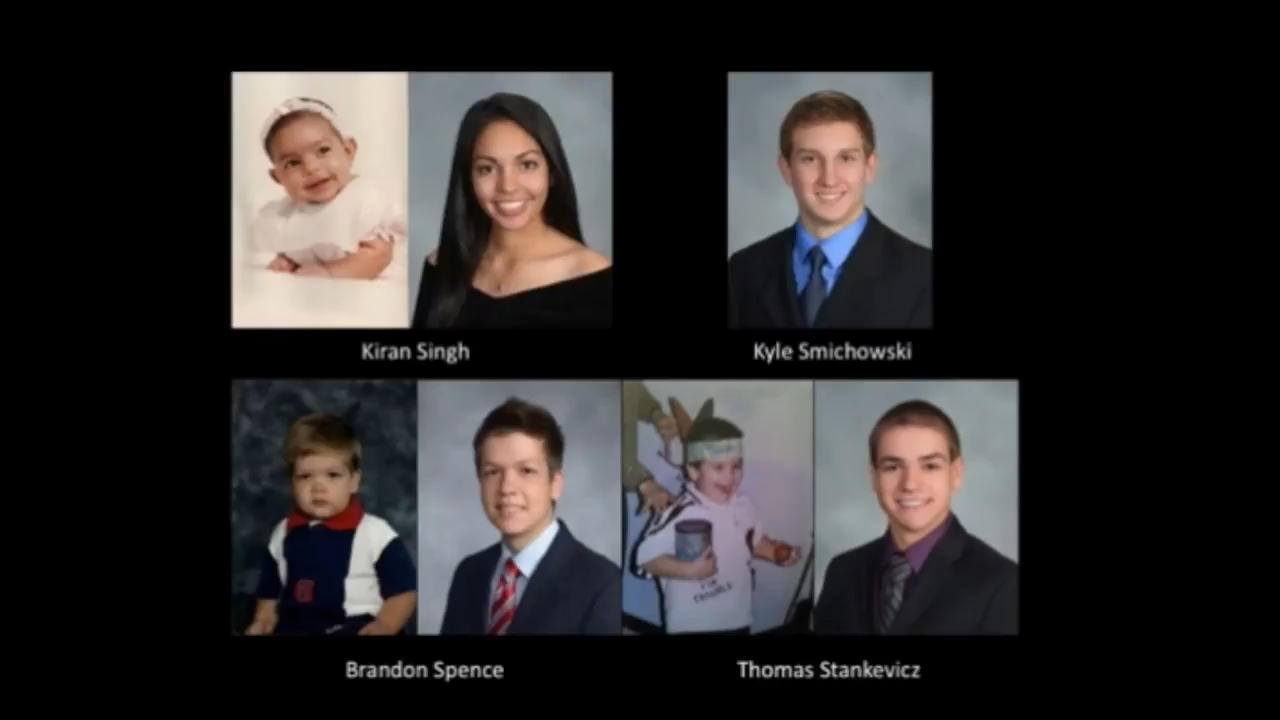 Kiran Singh
Kyle Smichowski
Brandon Spence
Thomas Stankevicz